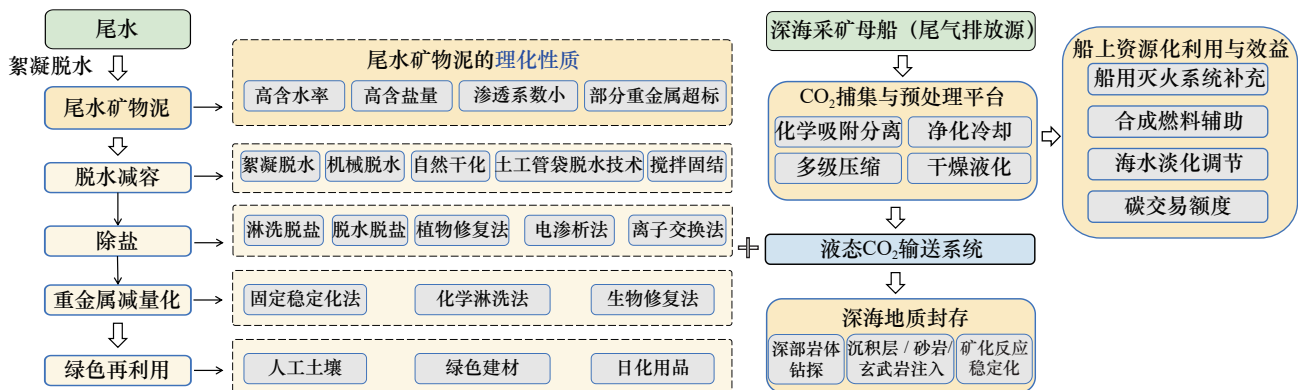 尾水
絮凝脱水
尾水矿物泥
脱水减容
除盐
重金属减量化
绿色再利用
尾水矿物泥的理化性质
高含水率 高含盐量 渗透系数小 部分重金属超标
絮凝脱水 机械脱水 自然干化 土工管袋脱水技术 搅拌固结
淋洗脱盐 脱水脱盐 植物修复法 电渗析法 离子交换法
固定稳定化法 化学淋洗法 生物修复法
人工土壤 绿色建材 日化用品
深海采矿母船（尾气排放源）
CO₂捕集与预处理平台
化学吸附分离 净化冷却
多级压缩 干燥液化
液态CO₂输送系统
深海地质封存
深部岩体
钻探
沉积层 / 砂岩/
玄武岩注入
矿化反应
稳定化
船上资源化利用与效益
船用灭火系统补充
合成燃料辅助
海水淡化调节
碳交易额度